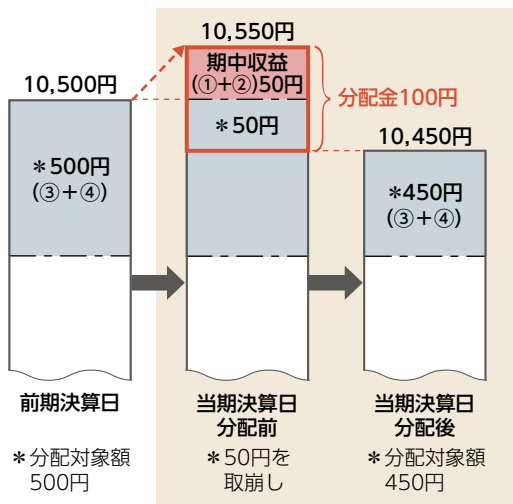 10,550円
期中収益
(①+②)50円
10,500円
分配金100円
*50円
10,450円
*500円
(③+④)
*450円
(③+④)
前期決算日
当期決算日
分配前
当期決算日
分配後
*分配対象額
500円
*50円を
取崩し
*分配対象額
450円